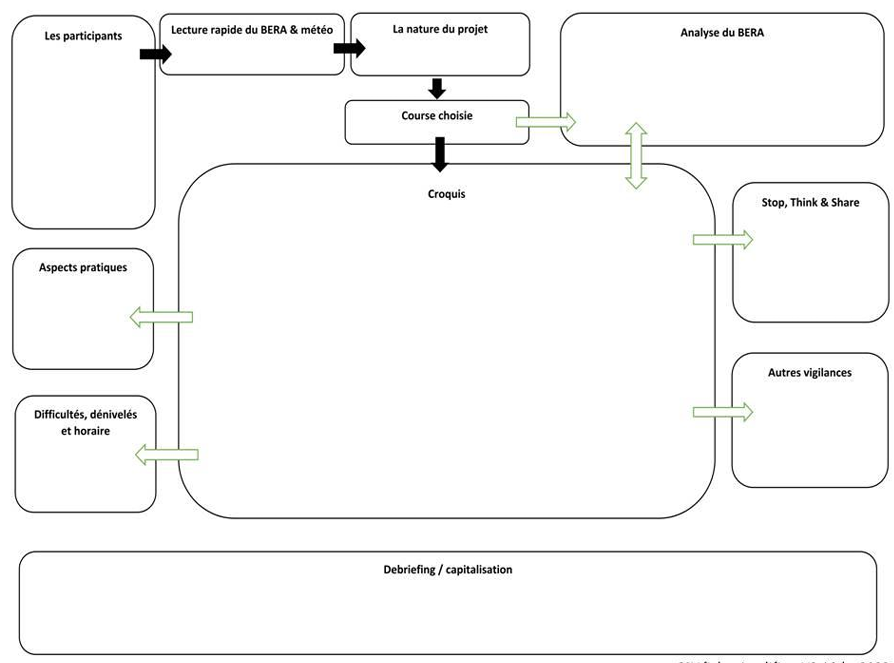 Les participants
Lecture rapide du BERA & météo
La nature du projet
Analyse du BERA
Course choisie
Croquis
Stop, Think & Share
Aspects pratiques
Autres vigilances
Difficultés, dénivelés
et horaire
Debriefing / capitalisation